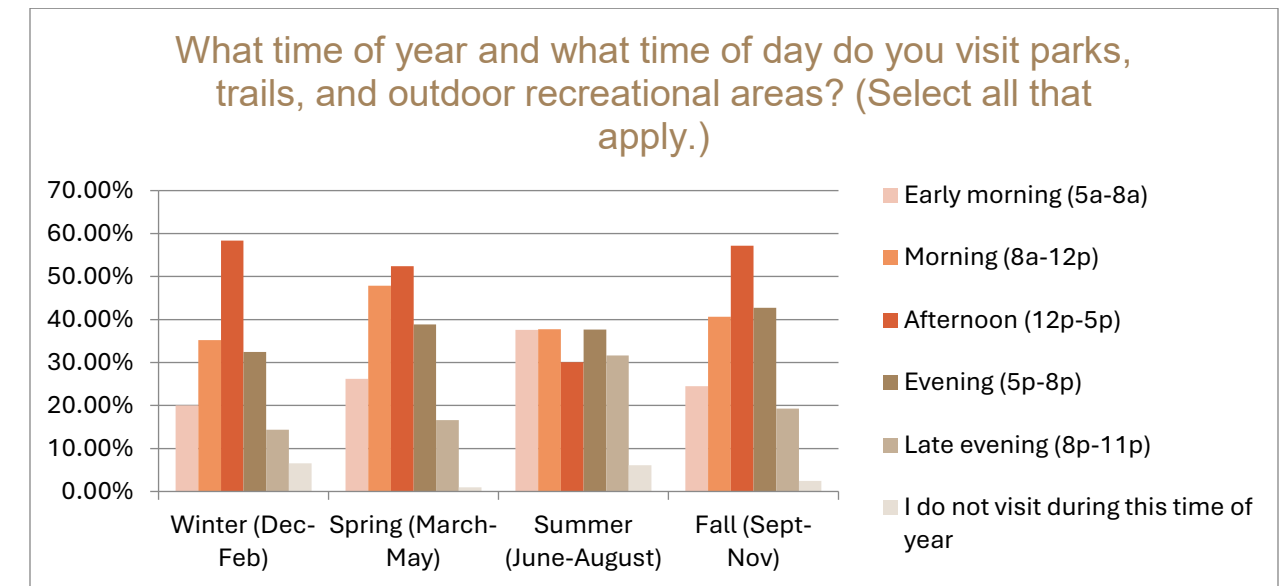 What time of year and what time of day do you visit parks,
trails, and outdoor recreational areas? (Select all that
apply.)
70.00%
60.00%
50.00%
40.00%
30.00%
20.00%
10.00%
0.00%
Winter (Dec-
Feb)
Spring (March-
May)
Summer
(June-August)
Fall (Sept-
Nov)
Early morning (5a-8a)
Morning (8a-12p)
Afternoon (12p-5p)
Evening (5p-8p)
Late evening (8p-11p)
I do not visit during this time of
year